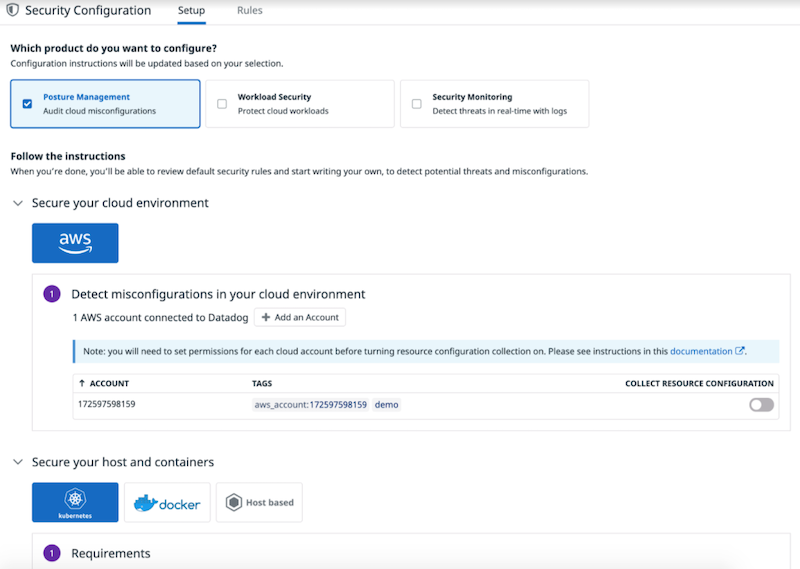 Security Configuration Setup Rules
Which product do you want to configure?
Configuration instructions will be updated based on your selection.
Posture Management
Audit cloud misconfigurations
Workload Security
Protect cloud workloads
Security Monitoring
Detect threats in real-time with logs
Follow the instructions
When you're done, you'll be able to review default security rules and start writing your own, to detect potential threats and misconfigurations.
Secure your cloud environment
aws
1 Detect misconfigurations in your cloud environment
1 AWS account connected to Datadog + Add an Account
Note: you will need to set permissions for each cloud account before turning resource configuration collection on. Please see instructions in this documentation.
↑ ACCOUNT TAGS COLLECT RESOURCE CONFIGURATION
172597598159 aws_account:172597598159 demo
Secure your host and containers
kubernetes
docker
Host based
1 Requirements